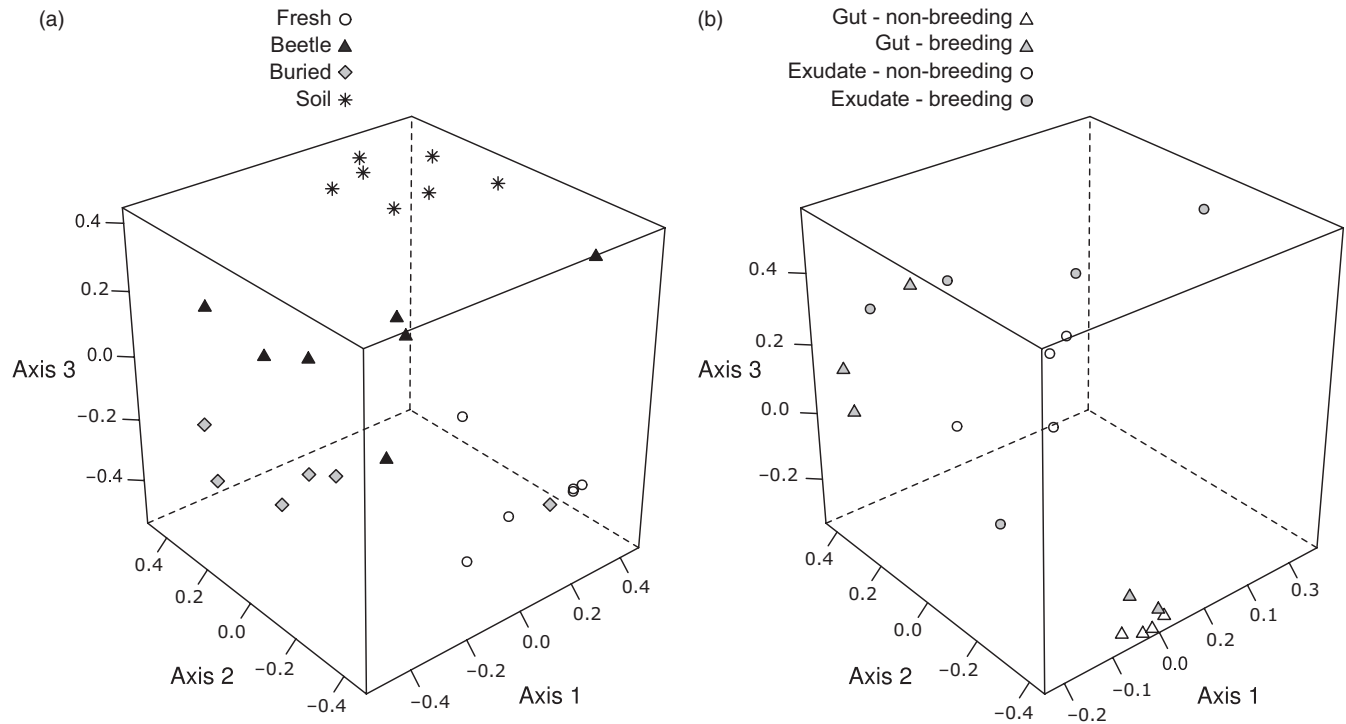 (a)
Fresh
Beetle
Buried
Soil
0.4
0.2
0.0
−0.2
−0.4
Axis 3
0.4
0.2
0.0
−0.2
−0.4
Axis 2
−0.4
−0.2
0.0
0.2
0.4
Axis 1
(b)
Gut - non-breeding
Gut - breeding
Exudate - non-breeding
Exudate - breeding
0.4
0.2
0.0
−0.2
Axis 3
0.4
0.2
0.0
−0.2
−0.4
Axis 2
−0.2
−0.1
0.0
0.2
0.1
0.3
Axis 1